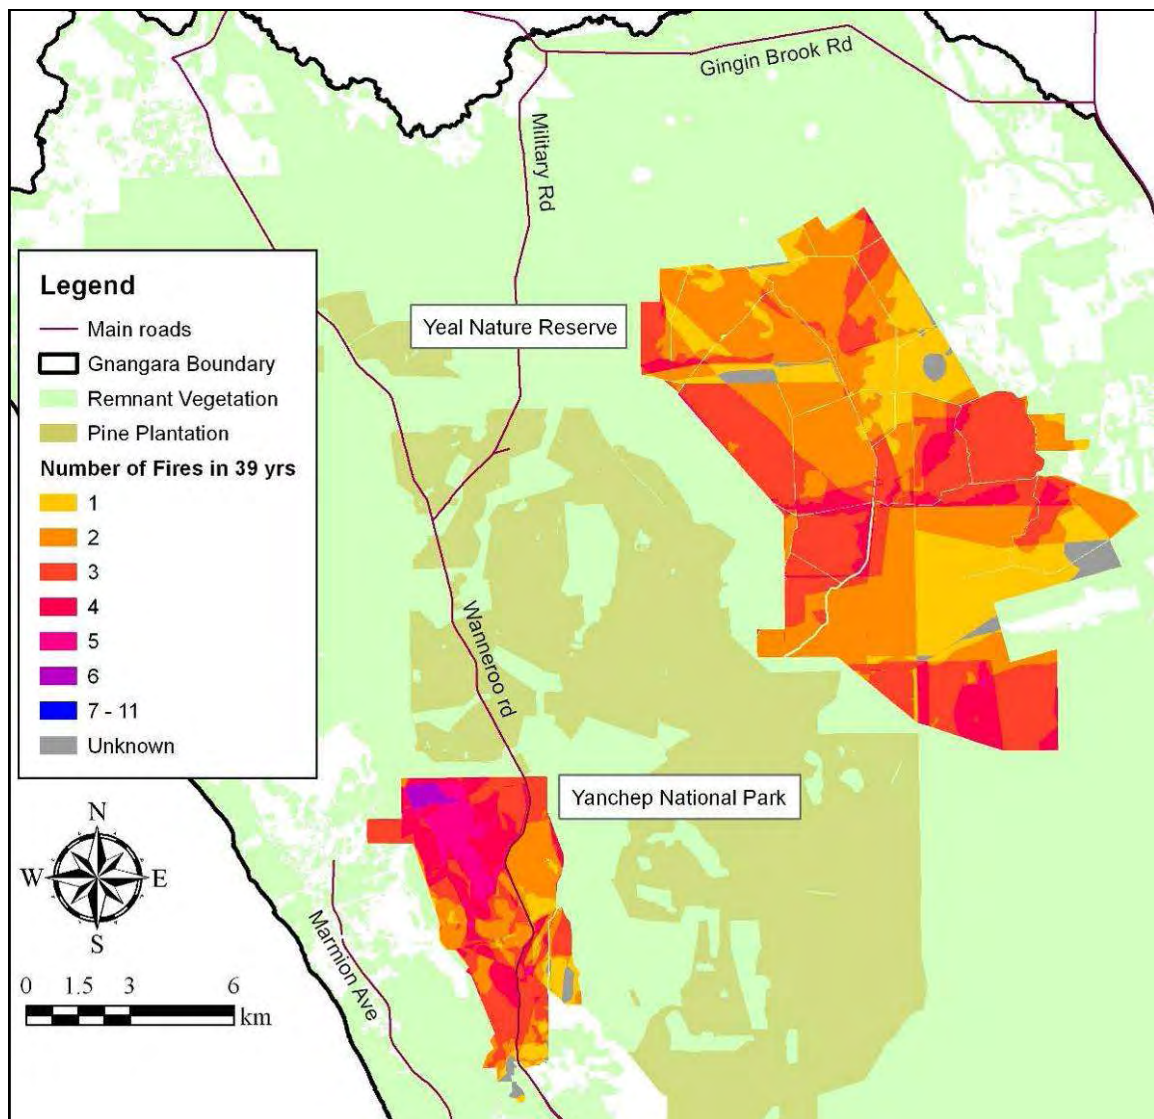 Gingin Brook Rd
Military Rd
Legend
Main roads
Gnangara Boundary
Remnant Vegetation
Pine Plantation
Number of Fires in 39 yrs
1
2
3
4
5
6
7 - 11
Unknown
Yeal Nature Reserve
Wanneroo rd
Yanchep National Park
Marmion Ave
N
W E
S
0 1.5 3 6
km